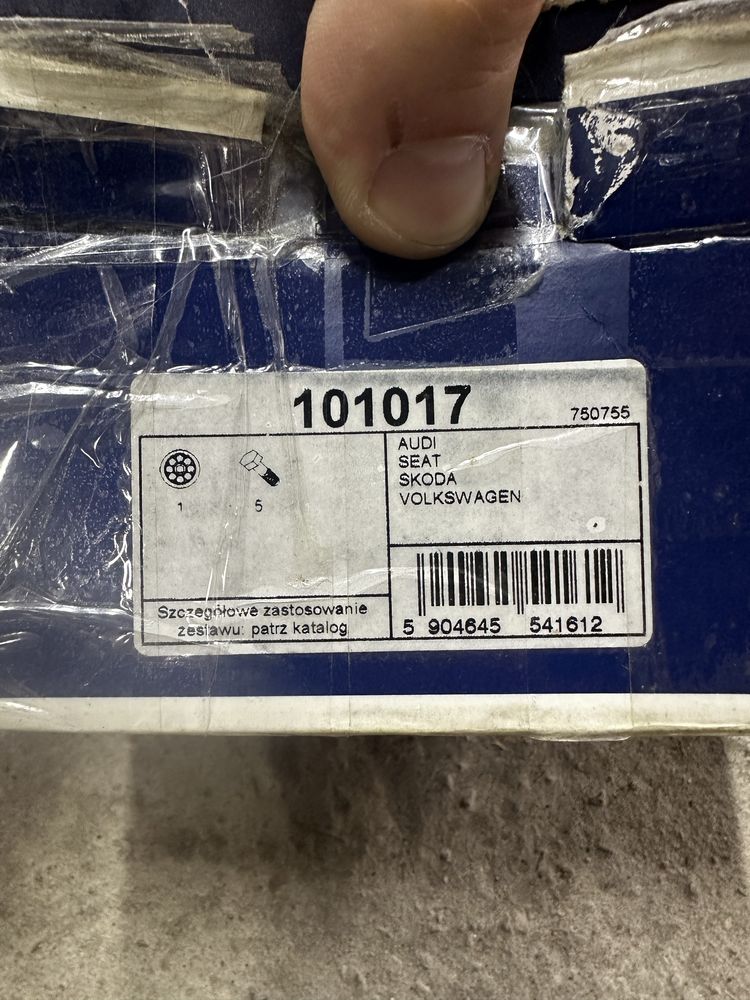 101017
750755
1
5
AUDI
SEAT
SKODA
VOLKSWAGEN
Szczegółowe zastosowanie
zestawu: patrz katalog
5 904645 541612